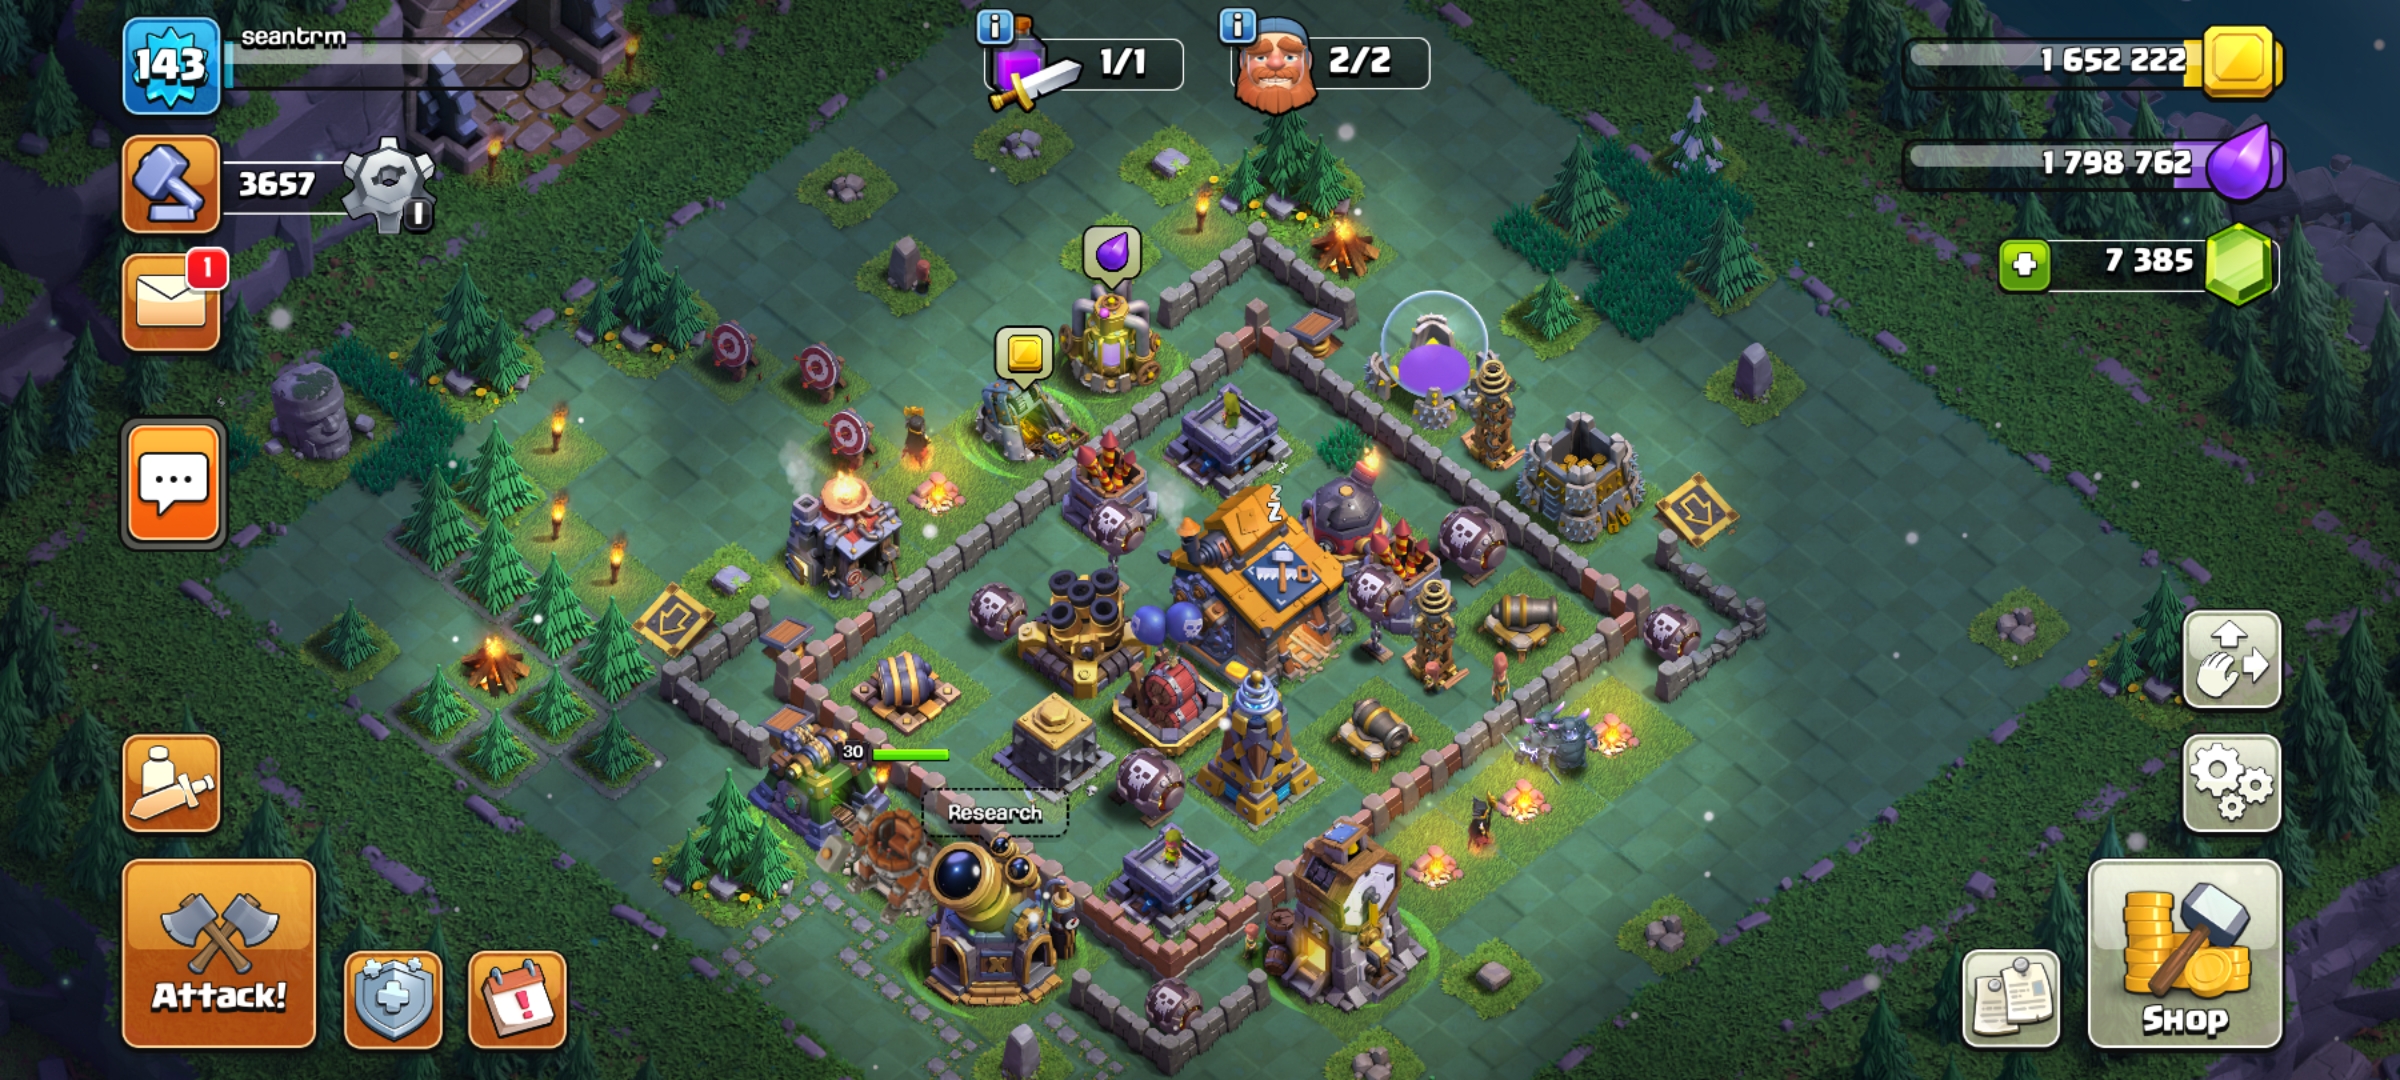 143
seantrm
1/1
2/2
1 652 222
3657
I
1 798 762
1
7 385
z
Z
Z
30
Research
Attack!
Shop